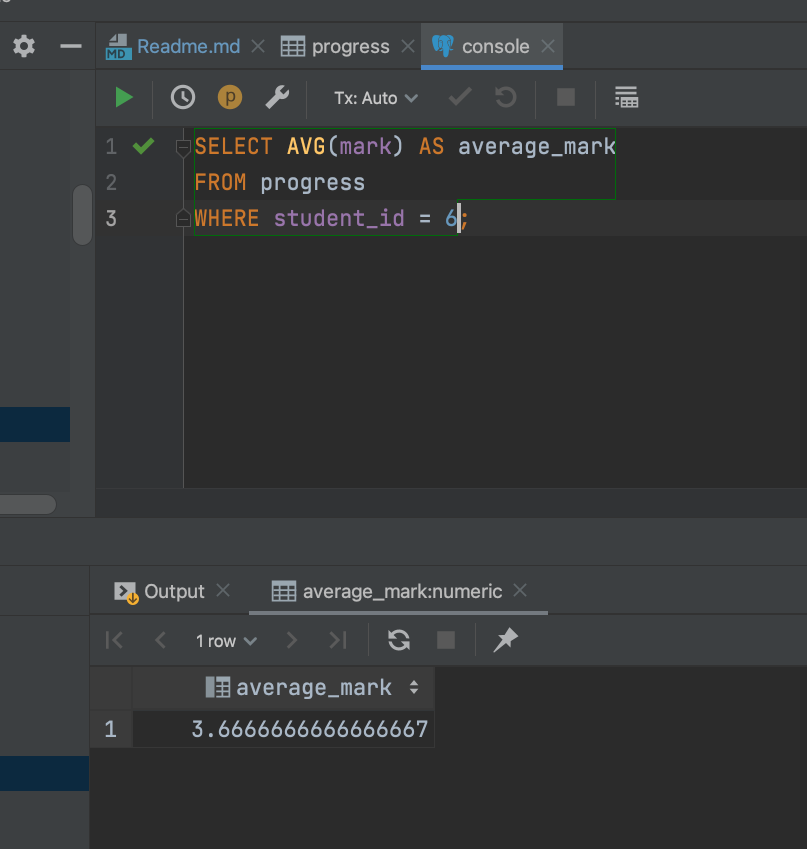 Readme.md progress console
Tx: Auto
1 SELECT AVG(mark) AS average_mark
2 FROM progress
3 WHERE student_id = 6;
Output average_mark:numeric
1 row
average_mark
1 3.6666666666666667